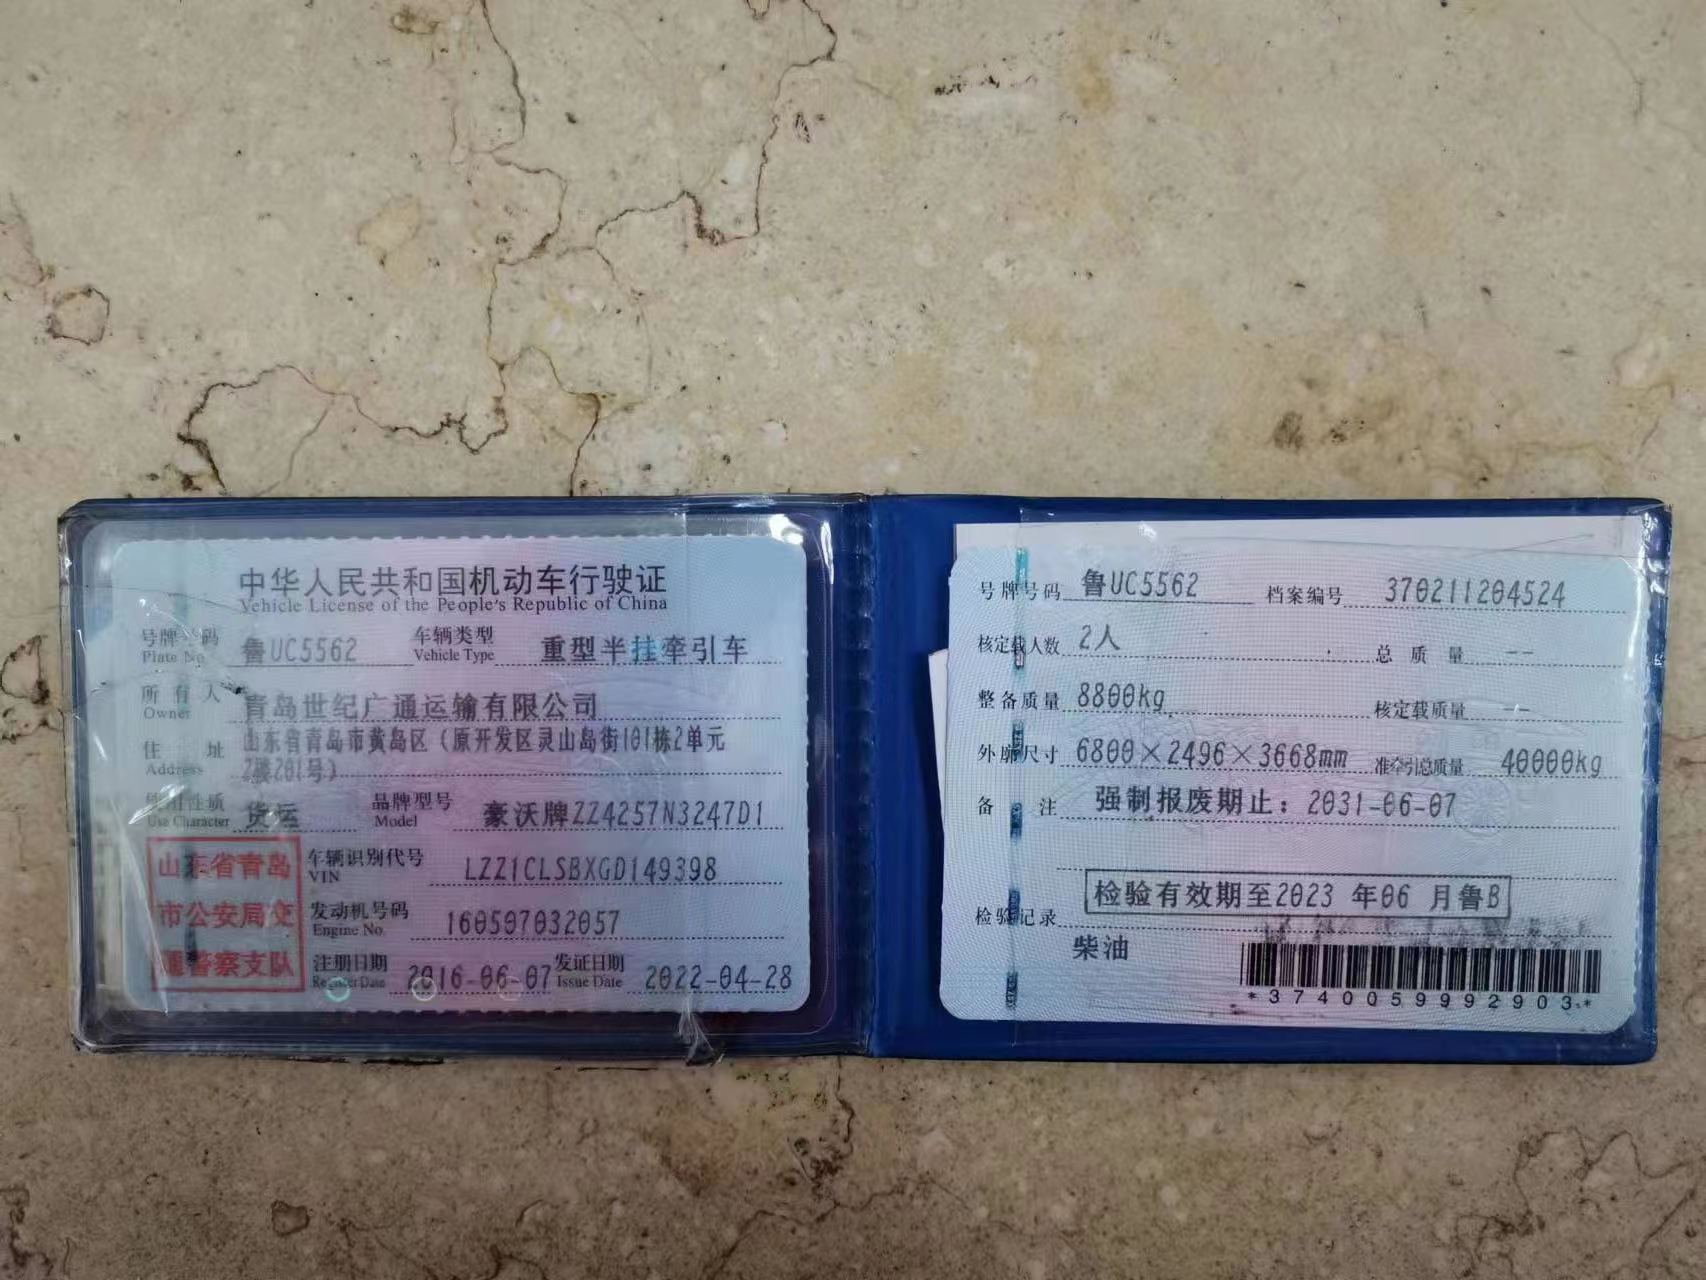 中华人民共和国机动车行驶证
Vehicle License of the People's Republic of China
号牌号码 鲁UC5562 车辆类型 重型半挂牵引车
Plate No. Vehicle Type
所有人 青岛世纪广通运输有限公司
Owner
住址 山东省青岛市黄岛区(原开发区灵山岛街101栋2单元
Address 2楼201号)
使用性质 货运 品牌型号 豪沃牌ZZ4257N3247D1
Use Character Model
山东省青岛
市公安局交
通警察支队
车辆识别代号 LZZ1CLSBXGD149398
VIN
发动机号码 160507032057
Engine No.
注册日期 2016-06-07 发证日期 2022-04-28
Register Date Issue Date
号牌号码 鲁UC5562 档案编号 370211204524
核定载人数 2人 总质量 --
整备质量 8800kg 核定载质量 --
外廓尺寸 6800×2496×3668mm 准牵引总质量 40000kg
备注 强制报废期止:2031-06-07
检验记录 检验有效期至2023年06月鲁B
柴油
*3740059992903*